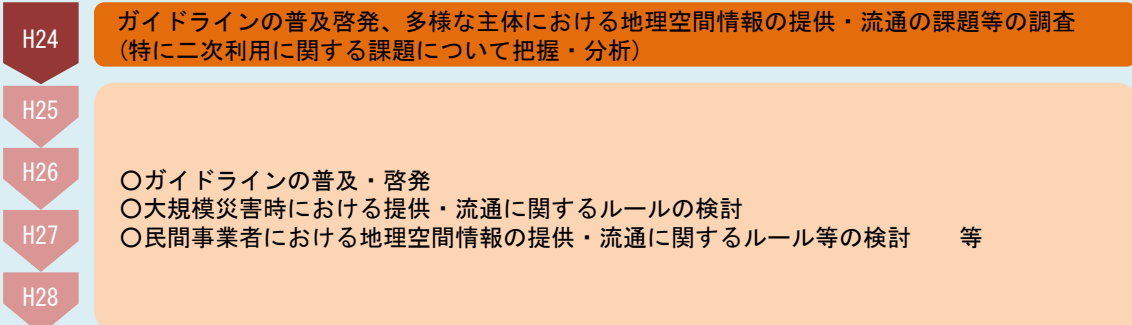 H24
ガイドラインの普及啓発、多様な主体における地理空間情報の提供・流通の課題等の調査
(特に二次利用に関する課題について把握・分析)
H25
H26
○ガイドラインの普及・啓発
○大規模災害時における提供・流通に関するルールの検討
H27
○民間事業者における地理空間情報の提供・流通に関するルール等の検討　　等
H28